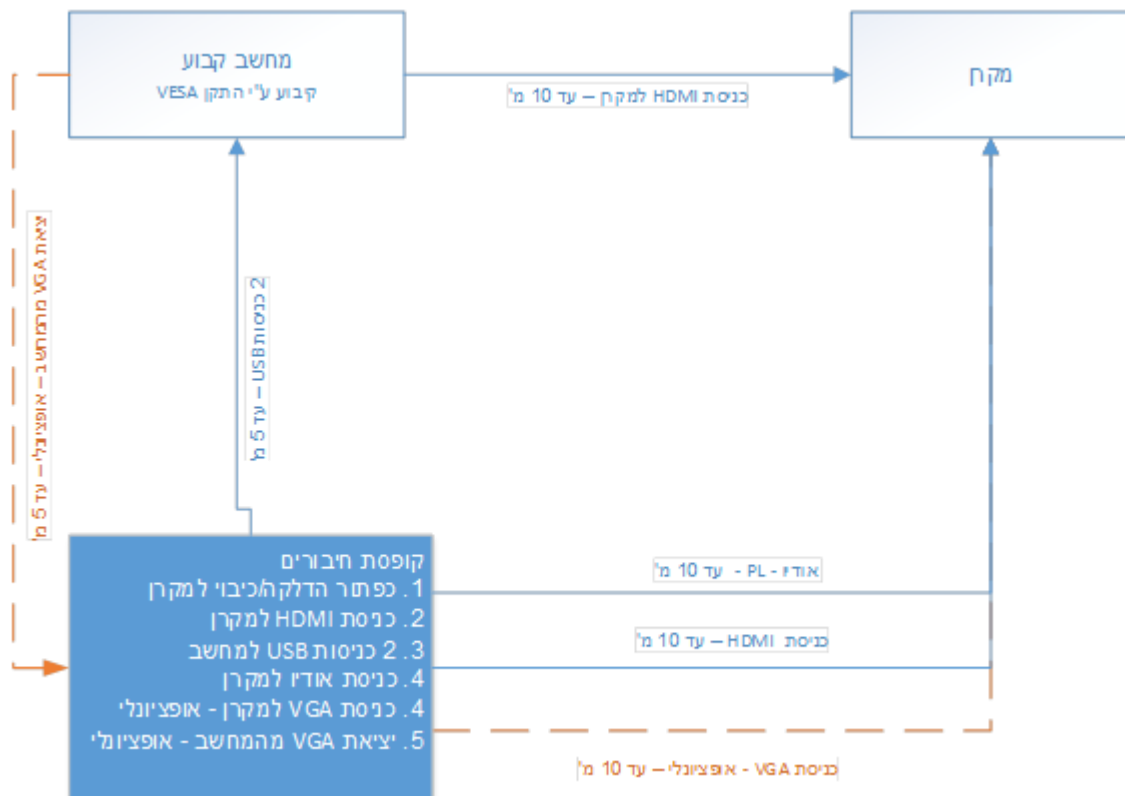 מחשב קבוע
קיבוע ע"י התקן VESA
מקרן
כניסת HDMI למקרן – עד 10 מ'
יציאת VGA מהמחשב – אופציונלי – עד 5 מ'
2 כניסות USB – עד 5 מ'
קופסת חיבורים
1. כפתור הדלקה/כיבוי למקרן
2. כניסת HDMI למקרן
3. 2 כניסות USB למחשב
4. כניסת אודיו למקרן
4. כניסת VGA למקרן - אופציונלי
5. יציאת VGA מהמחשב - אופציונלי
אודיו - PL - עד 10 מ'
כניסת HDMI – עד 10 מ'
כניסת VGA - אופציונלי – עד 10 מ'